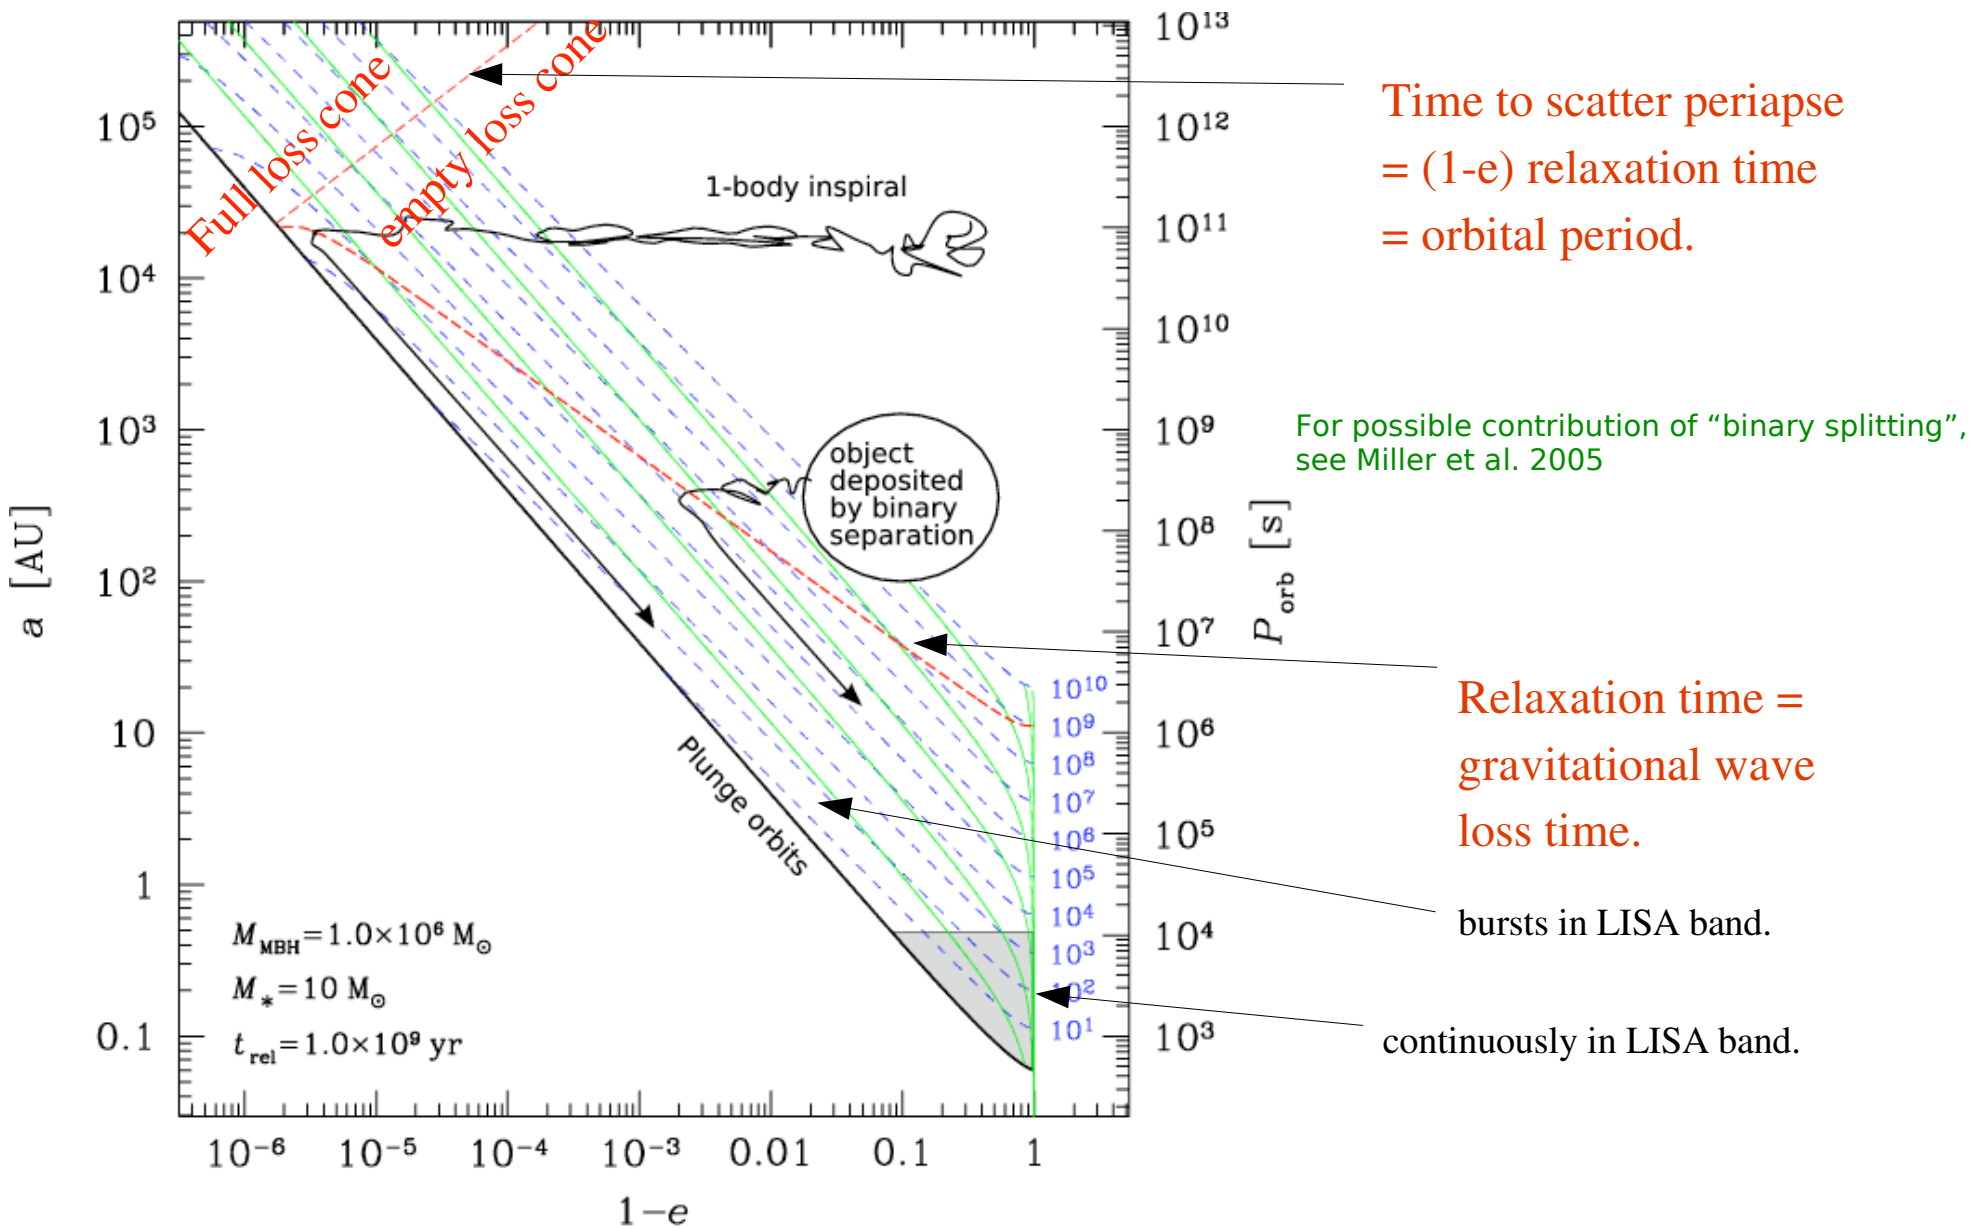 Full loss cone
empty loss cone
1-body inspiral
object
deposited
by binary
separation
Plunge orbits
M_MBH=1.0×10⁶ M_⊙
M_*=10 M_⊙
t_rel=1.0×10⁹ yr
a [AU]
10⁵
10⁴
10³
10²
10
1
0.1
10⁻⁶ 10⁻⁵ 10⁻⁴ 10⁻³ 0.01 0.1 1
1−e
10¹⁰
10⁹
10⁸
10⁷
10⁶
10⁵
10⁴
10³
10²
10¹
10¹³
10¹²
10¹¹
10¹⁰
10⁹
10⁸
10⁷
10⁶
10⁵
10⁴
10³
P_orb [s]
Time to scatter periapse
= (1-e) relaxation time
= orbital period.
For possible contribution of “binary splitting”,
see Miller et al. 2005
Relaxation time =
gravitational wave
loss time.
bursts in LISA band.
continuously in LISA band.